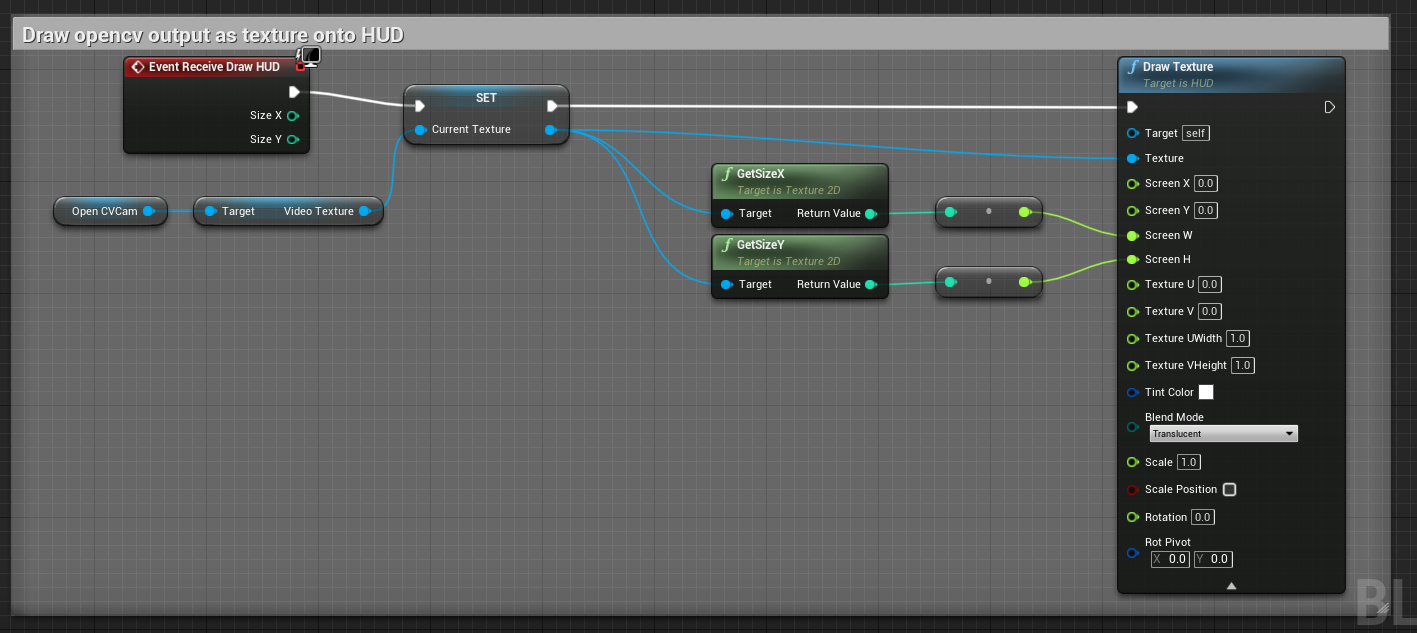 Draw opencv output as texture onto HUD
Event Receive Draw HUD
Size X
Size Y
SET
Current Texture
Open CVCam
Target Video Texture
f GetSizeX
Target is Texture 2D
Target Return Value
f GetSizeY
Target is Texture 2D
Target Return Value
f Draw Texture
Target is HUD
Target self
Texture
Screen X 0.0
Screen Y 0.0
Screen W
Screen H
Texture U 0.0
Texture V 0.0
Texture UWidth 1.0
Texture VHeight 1.0
Tint Color
Blend Mode
Translucent
Scale 1.0
Scale Position
Rotation 0.0
Rot Pivot
X 0.0 Y 0.0
BL